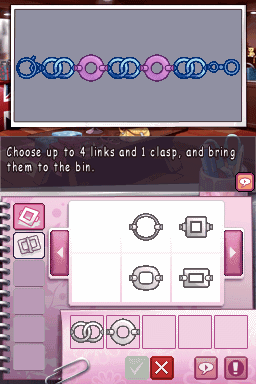 Choose up to 4 links and 1 clasp, and bring
them to the bin.